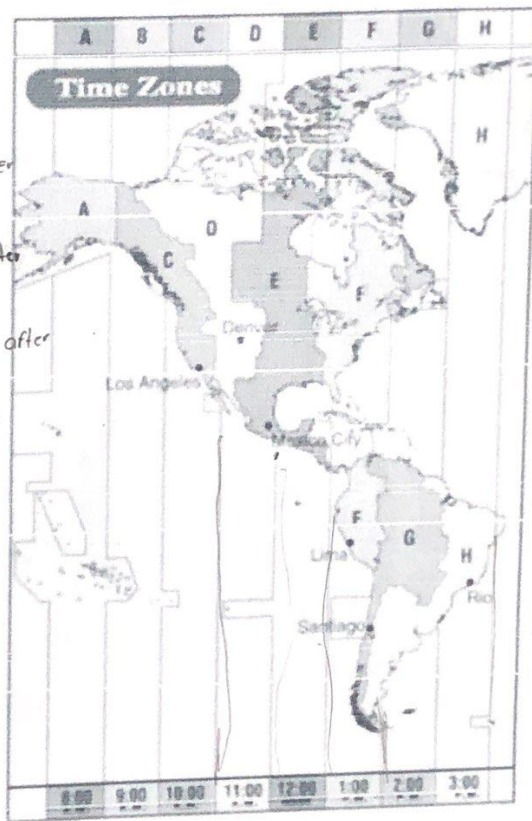 A B C D E F G H
Time Zones
H
A
D
C
E
F
after
Denver
Los Angeles
Mexico City
F
G
Lima
H
Rio
Santiago
8:00 9:00 10:00 11:00 12:00 1:00 2:00 3:00